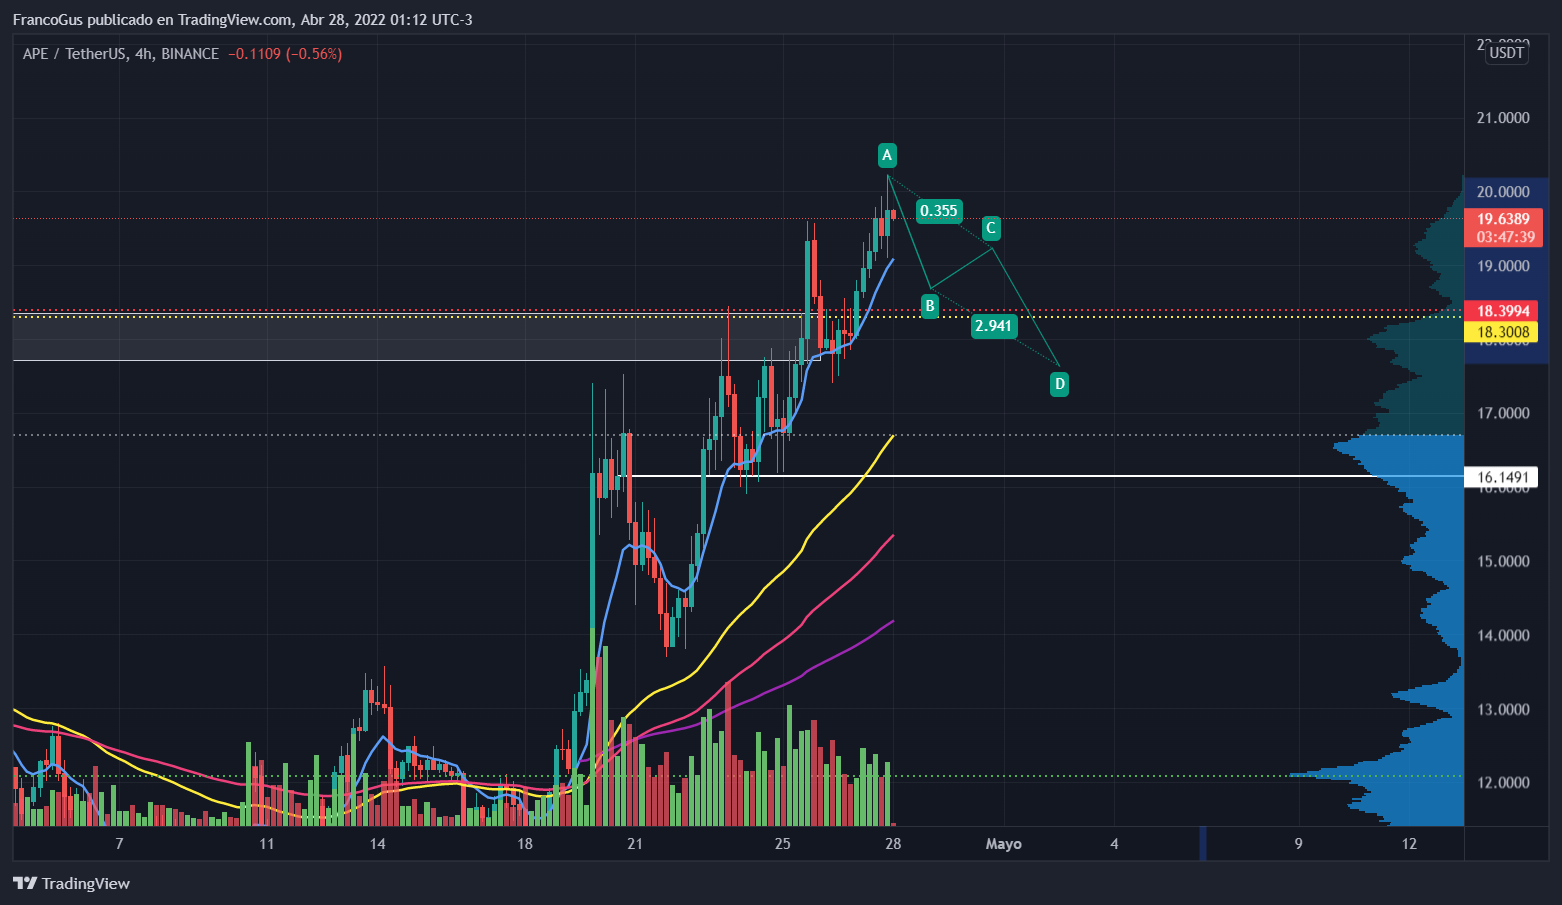 FrancoGus publicado en TradingView.com, Abr 28, 2022 01:12 UTC-3
APE / TetherUS, 4h, BINANCE −0.1109 (−0.56%)
USDT
21.0000
20.0000
19.6389
03:47:39
19.0000
18.3994
18.3008
17.0000
16.1491
16.0000
15.0000
14.0000
13.0000
12.0000
A
0.355
C
B
2.941
D
7 11 14 18 21 25 28 Mayo 4 9 12
TradingView